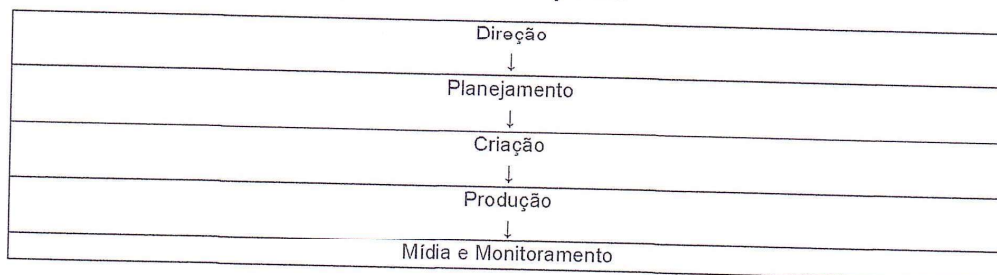 Direção
↓
Planejamento
↓
Criação
↓
Produção
↓
Mídia e Monitoramento